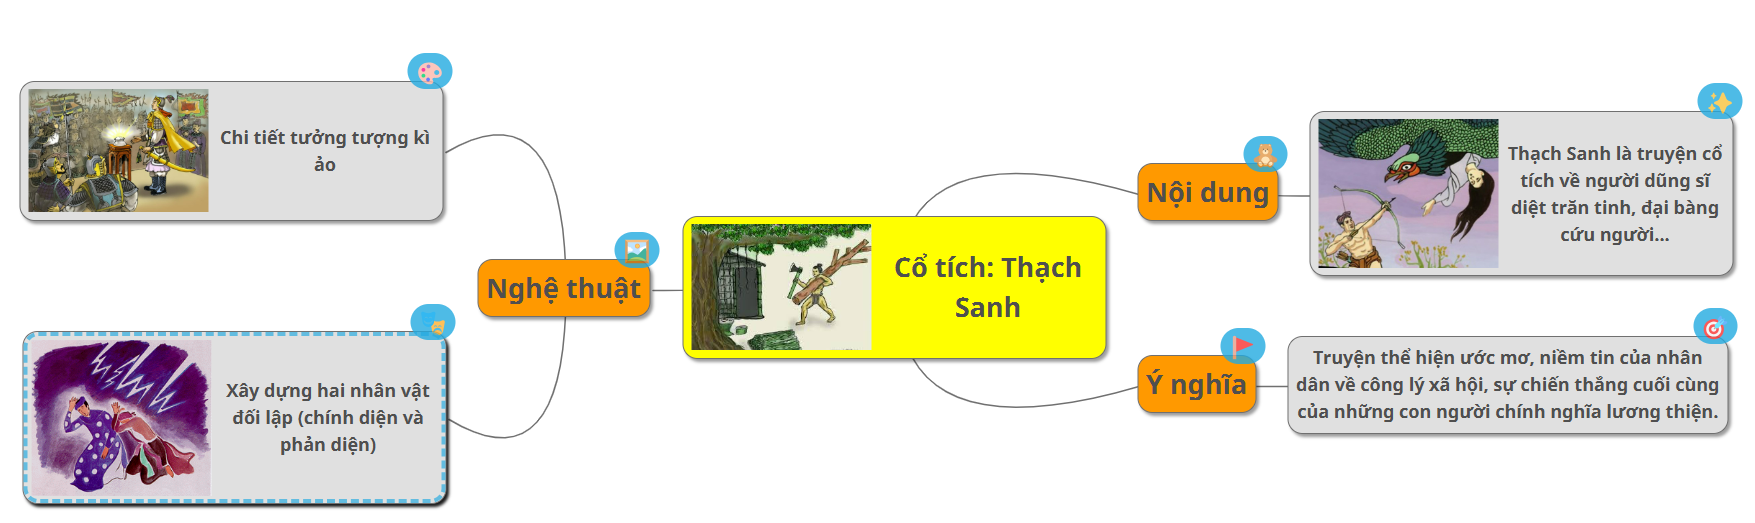 Chi tiết tưởng tượng kì
ảo
Xây dựng hai nhân vật
đối lập (chính diện và
phản diện)
Nghệ thuật
Cổ tích: Thạch
Sanh
Nội dung
Thạch Sanh là truyện cổ
tích về người dũng sĩ
diệt trăn tinh, đại bàng
cứu người...
Ý nghĩa
Truyện thể hiện ước mơ, niềm tin của nhân
dân về công lý xã hội, sự chiến thắng cuối cùng
của những con người chính nghĩa lương thiện.